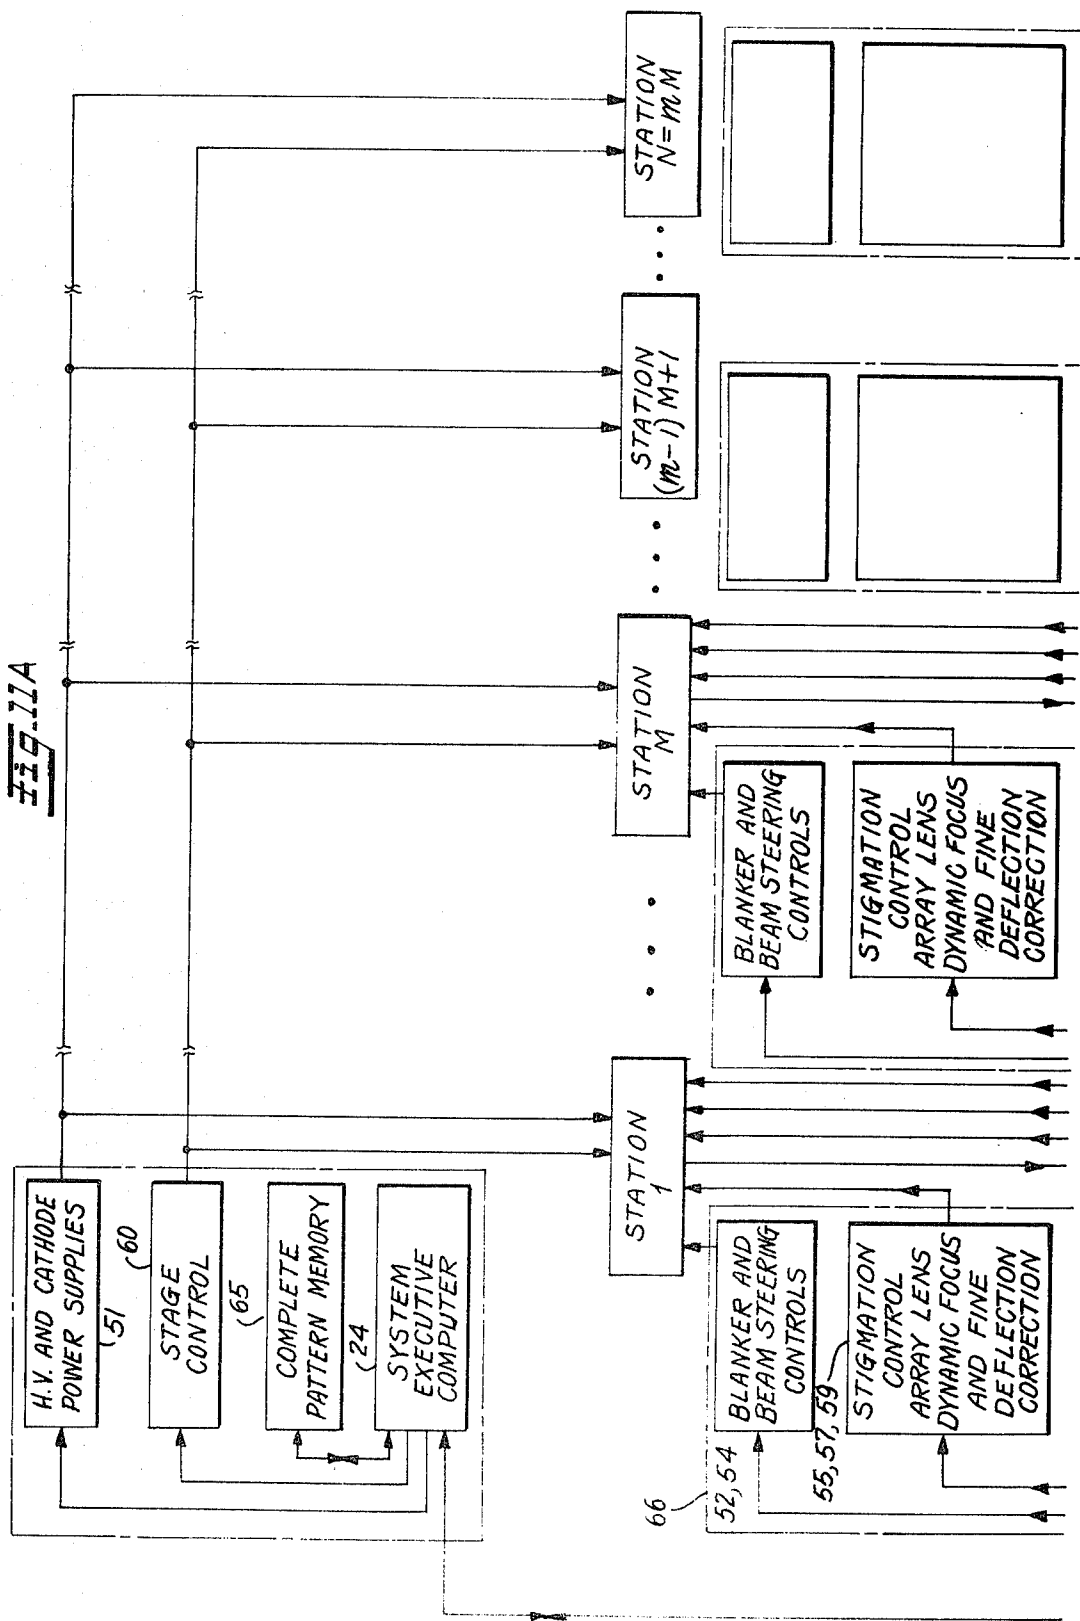 Fig. 11A
H.V. AND CATHODE
POWER SUPPLIES
51
60
STAGE
CONTROL
65
COMPLETE
PATTERN MEMORY
24
SYSTEM
EXECUTIVE
COMPUTER
STATION
1
STATION
M
STATION
(m-1) M+1
STATION
N=mM
66
52,54
BLANKER AND
BEAM STEERING
CONTROLS
55,57,59
STIGMATION
CONTROL
ARRAY LENS
DYNAMIC FOCUS
AND FINE
DEFLECTION
CORRECTION
BLANKER AND
BEAM STEERING
CONTROLS
STIGMATION
CONTROL
ARRAY LENS
DYNAMIC FOCUS
AND FINE
DEFLECTION
CORRECTION